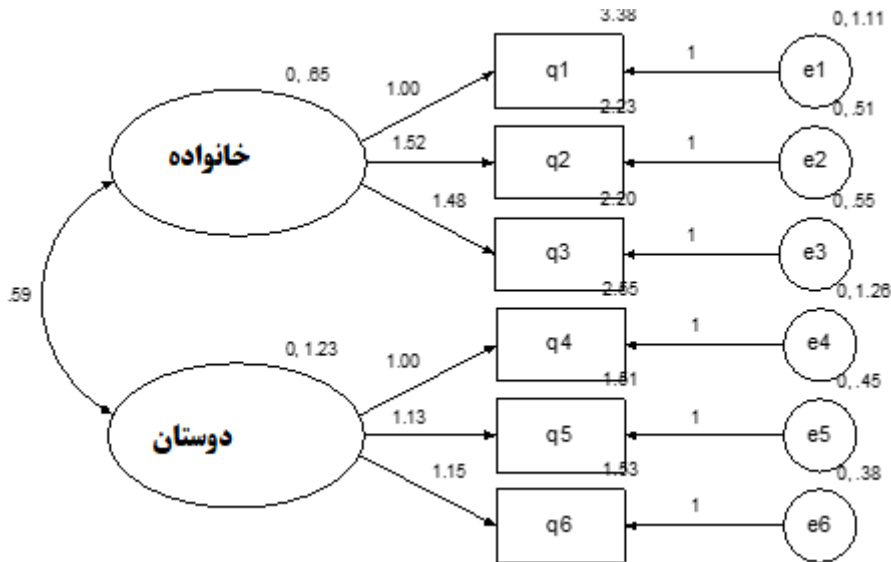 3.38
0, 1.11
q1
1
e1
0, .65
1.00
2.23
0, .51
خانواده
1.52
q2
1
e2
2.20
0, .55
1.48
q3
1
e3
.59
2.55
0, 1.26
q4
1
e4
0, 1.23
1.00
1.51
0, .45
دوستان
1.13
q5
1
e5
1.53
0, .38
1.15
q6
1
e6